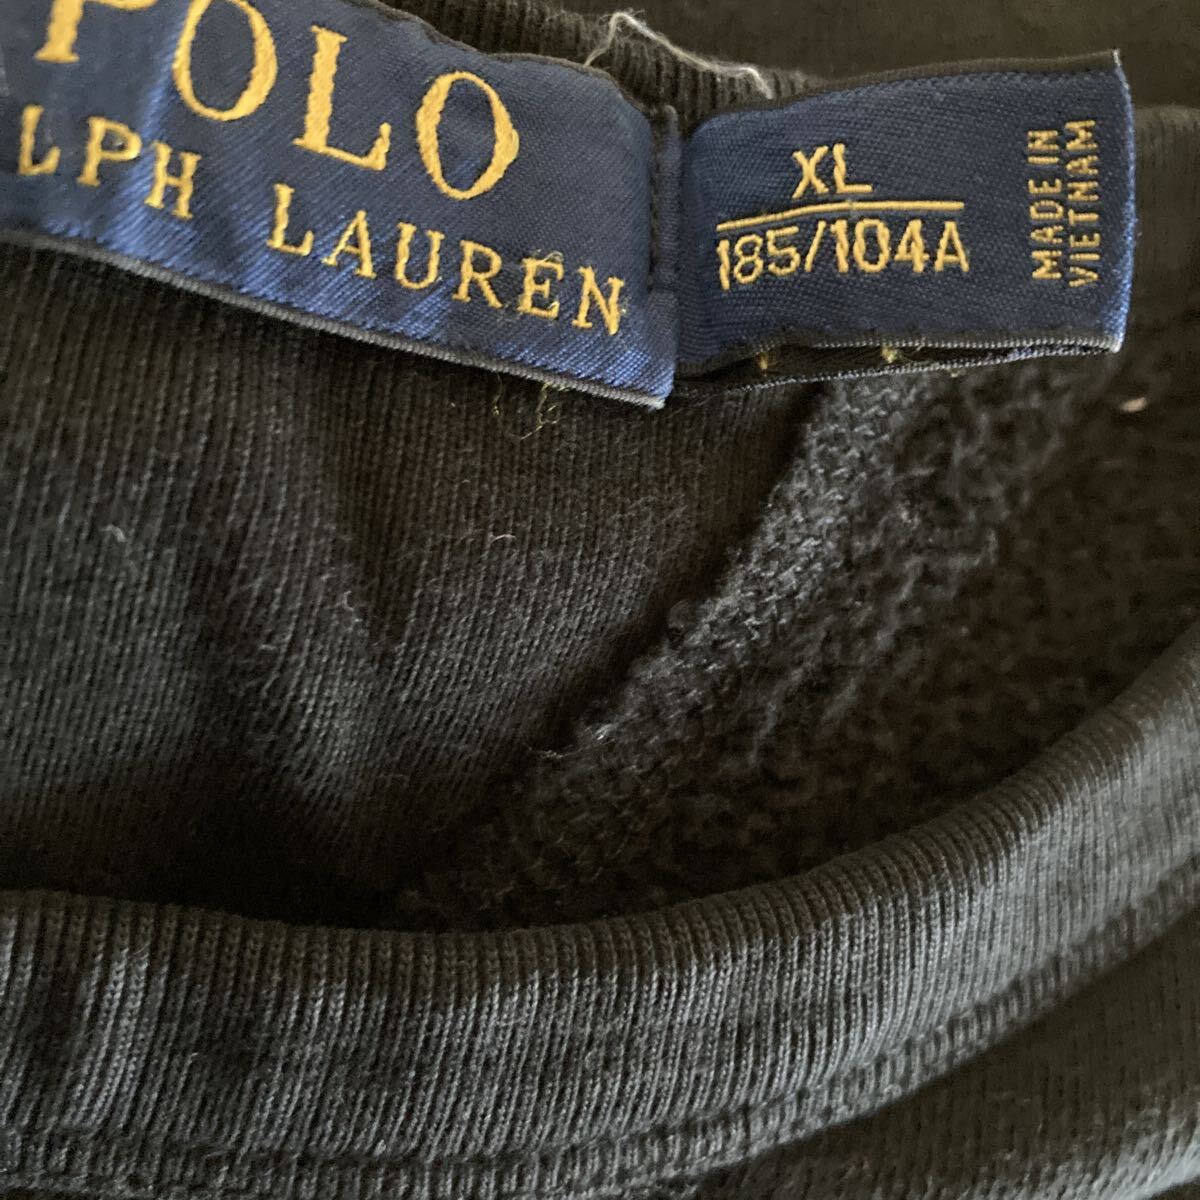 POLO
LPH LAUREN
XL
185/104A
MADE IN
VIETNAM